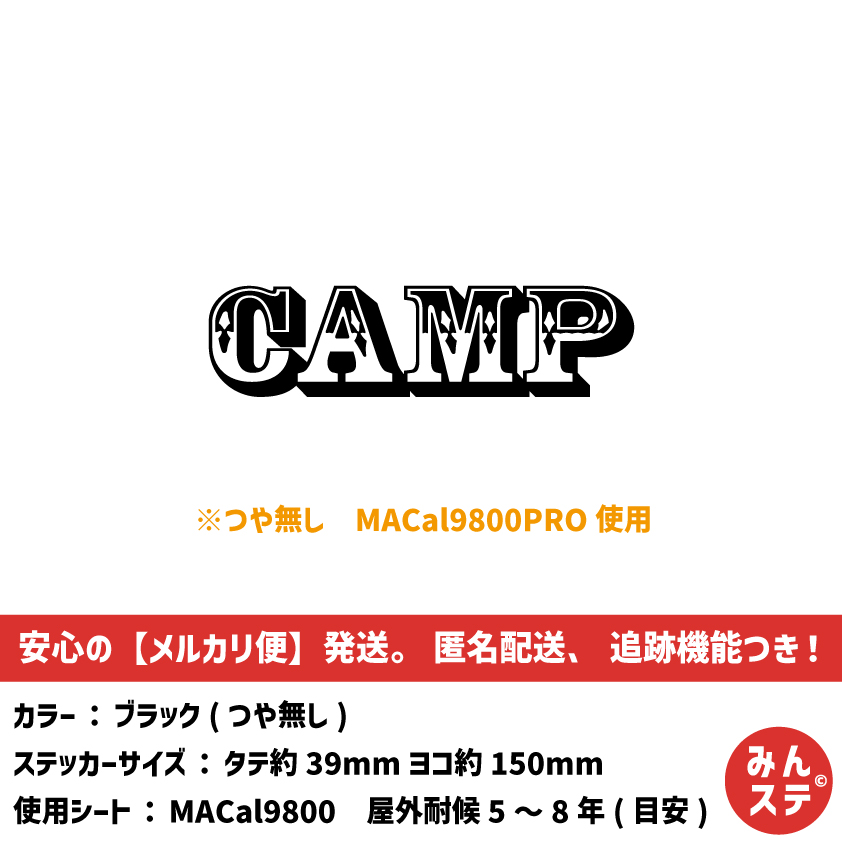 CAMP
※つや無し　MACal9800PRO 使用
安心の【メルカリ便】発送。 匿名配送、 追跡機能つき!
カラー : ブラック ( つや無し )
ステッカーサイズ : タテ約 39mm ヨコ約 150mm
使用シート : MACal9800　屋外耐候 5 ～ 8 年 ( 目安 )
みん
ステ©